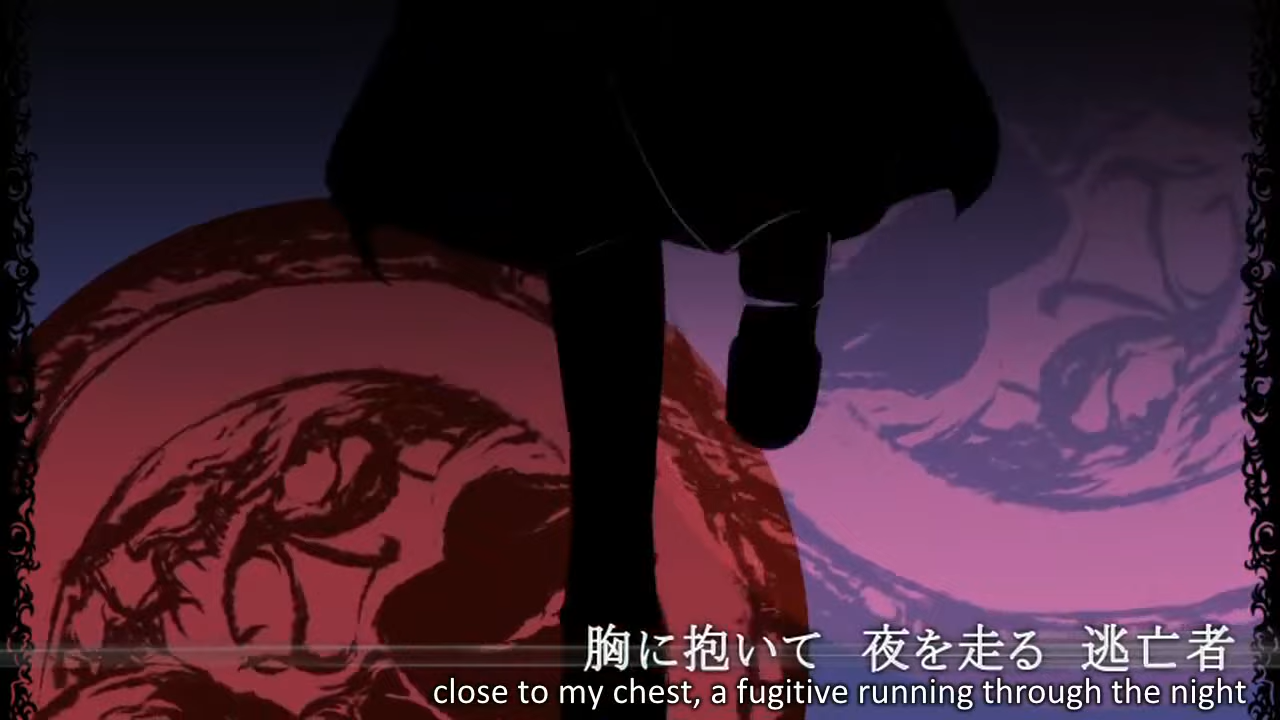 胸に抱いて 夜を走る 逃亡者
close to my chest, a fugitive running through the night